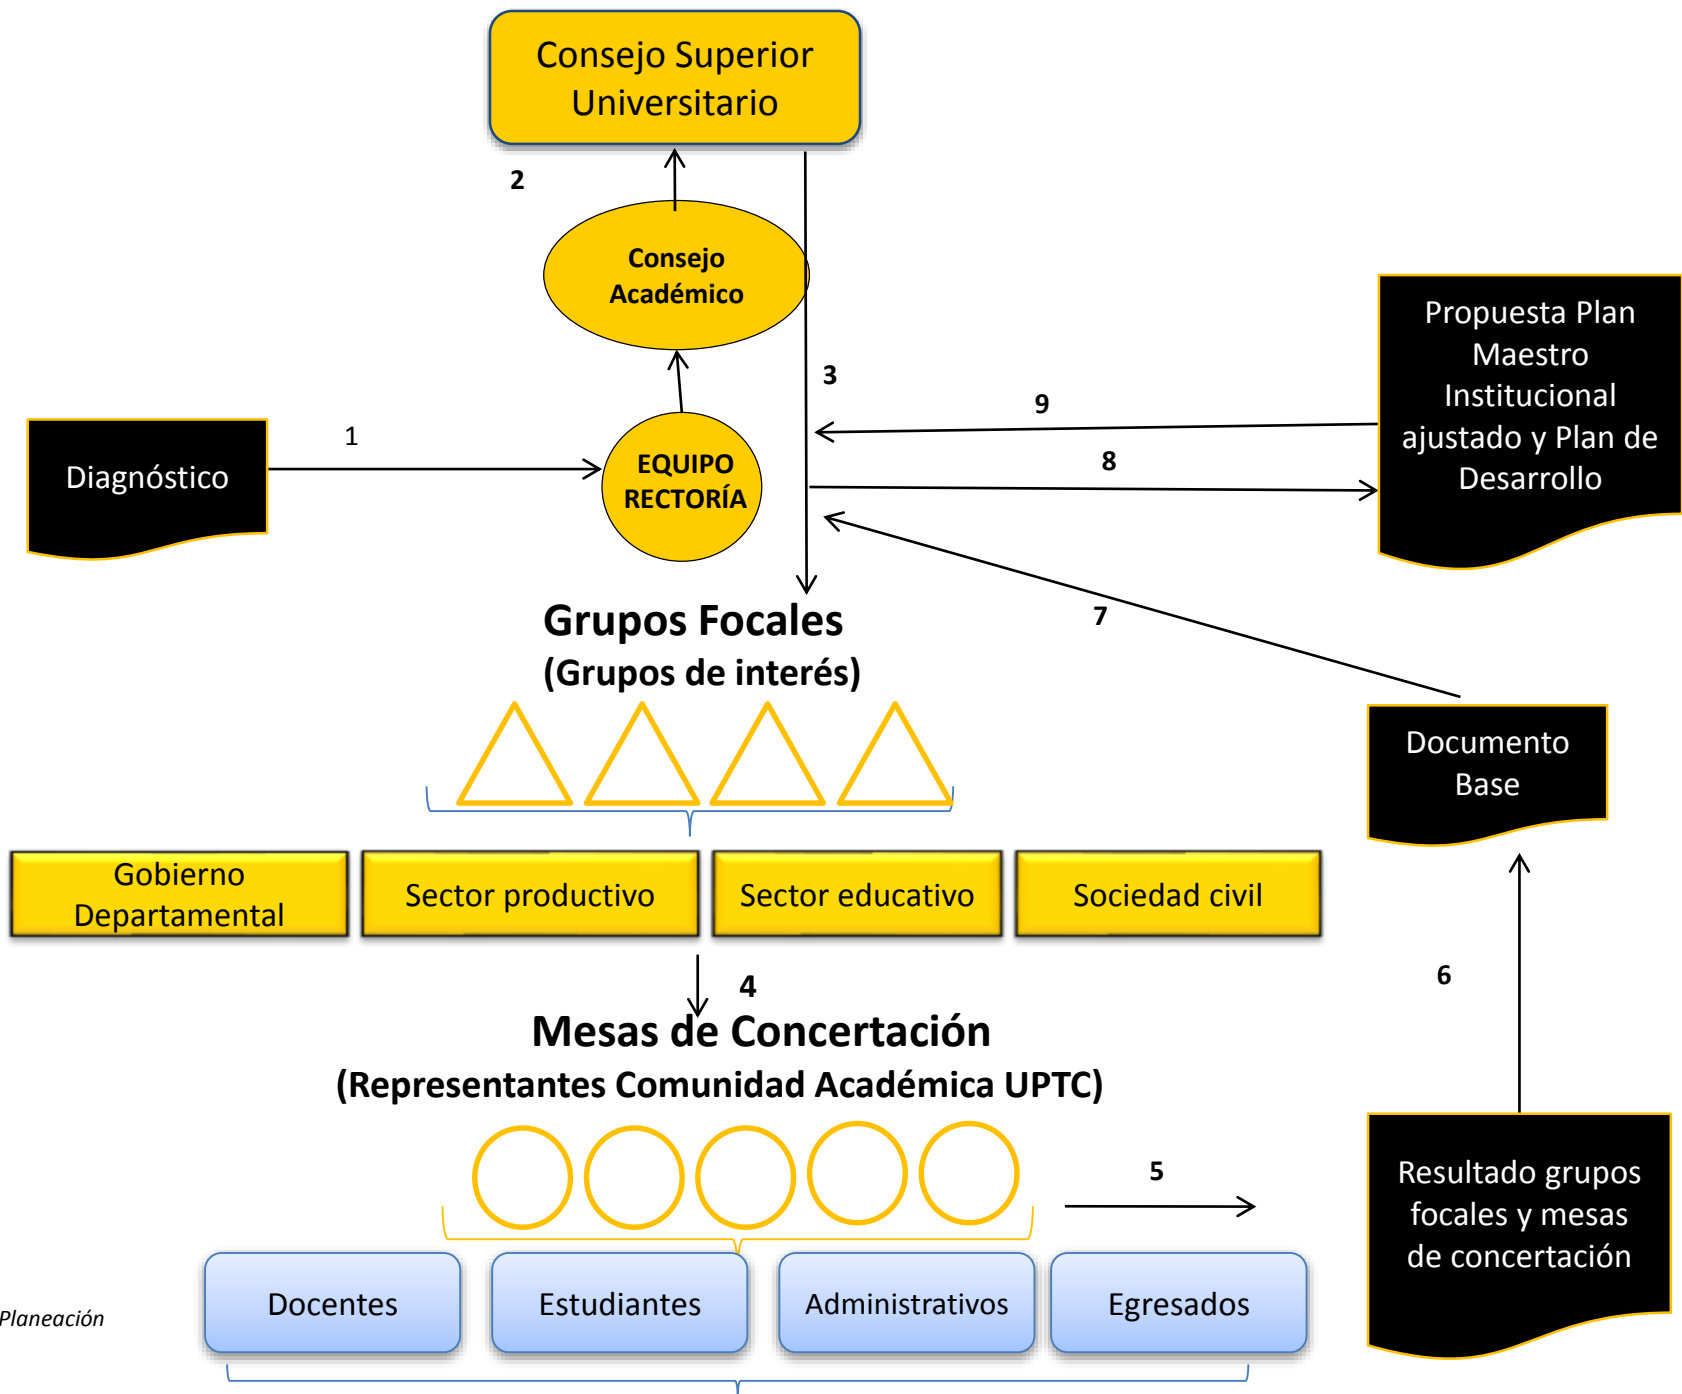 Consejo Superior
Universitario
2
Consejo
Académico
3
Propuesta Plan
Maestro
Institucional
ajustado y Plan de
Desarrollo
9
8
1
Diagnóstico
EQUIPO
RECTORÍA
7
Grupos Focales
(Grupos de interés)
Documento
Base
Gobierno
Departamental
Sector productivo
Sector educativo
Sociedad civil
6
4
Mesas de Concertación
(Representantes Comunidad Académica UPTC)
5
Resultado grupos
focales y mesas
de concertación
Docentes
Estudiantes
Administrativos
Egresados
Planeación